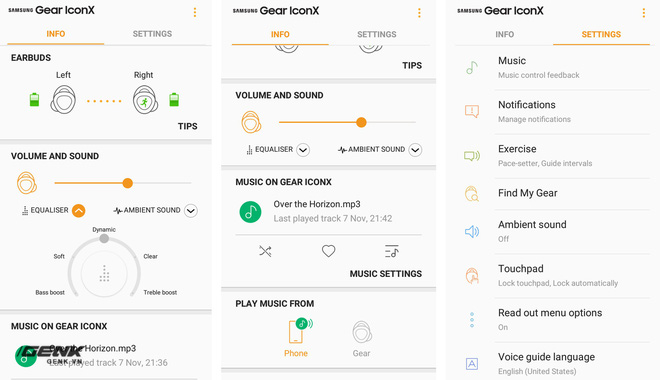 SAMSUNG Gear IconX
INFO SETTINGS
EARBUDS
Left Right
TIPS
VOLUME AND SOUND
EQUALISER AMBIENT SOUND
Dynamic
Soft Clear
Bass boost Treble boost
MUSIC ON GEAR ICONX
Over the Horizon.mp3
Last played track 7 Nov, 21:36
GENK
GENK.VN
SAMSUNG Gear IconX
INFO SETTINGS
TIPS
VOLUME AND SOUND
EQUALISER AMBIENT SOUND
MUSIC ON GEAR ICONX
Over the Horizon.mp3
Last played track 7 Nov, 21:42
MUSIC SETTINGS
PLAY MUSIC FROM
Phone Gear
SAMSUNG Gear IconX
INFO SETTINGS
Music
Music control feedback
Notifications
Manage notifications
Exercise
Pace-setter, Guide intervals
Find My Gear
Ambient sound
Off
Touchpad
Lock touchpad, Lock automatically
Read out menu options
On
Voice guide language
English (United States)